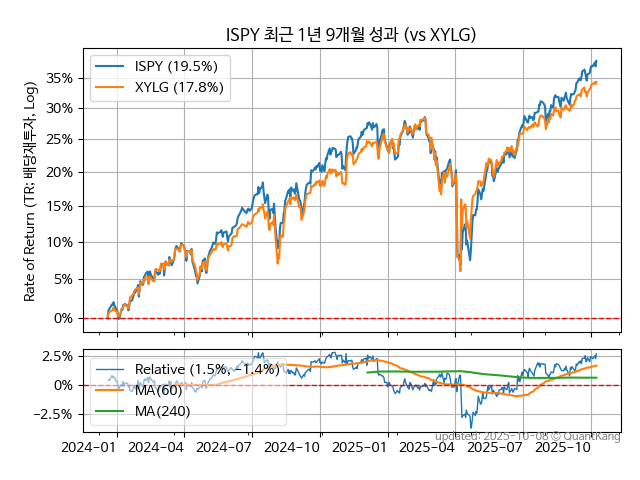 ISPY 최근 1년 9개월 성과 (vs XYLG)
Rate of Return (TR: 배당재투자, Log)
ISPY (19.5%)
XYLG (17.8%)
35%
30%
25%
20%
15%
10%
5%
0%
Relative (1.5%, −1.4%)
MA(60)
MA(240)
2.5%
0%
−2.5%
2024-01 2024-04 2024-07 2024-10 2025-01 2025-04 2025-07 2025-10
updated: 2025-10-08 © QuantKang